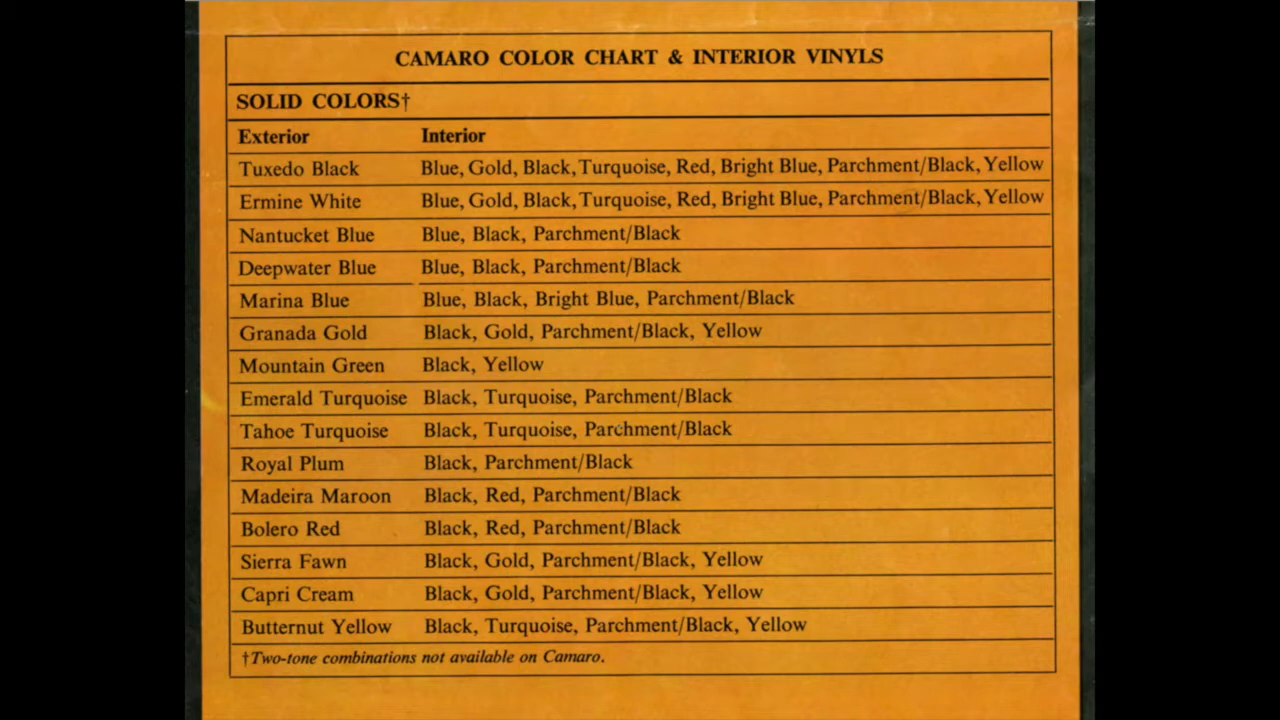 CAMARO COLOR CHART & INTERIOR VINYLS
SOLID COLORS†
Exterior Interior
Tuxedo Black Blue, Gold, Black, Turquoise, Red, Bright Blue, Parchment/Black, Yellow
Ermine White Blue, Gold, Black, Turquoise, Red, Bright Blue, Parchment/Black, Yellow
Nantucket Blue Blue, Black, Parchment/Black
Deepwater Blue Blue, Black, Parchment/Black
Marina Blue Blue, Black, Bright Blue, Parchment/Black
Granada Gold Black, Gold, Parchment/Black, Yellow
Mountain Green Black, Yellow
Emerald Turquoise Black, Turquoise, Parchment/Black
Tahoe Turquoise Black, Turquoise, Parchment/Black
Royal Plum Black, Parchment/Black
Madeira Maroon Black, Red, Parchment/Black
Bolero Red Black, Red, Parchment/Black
Sierra Fawn Black, Gold, Parchment/Black, Yellow
Capri Cream Black, Gold, Parchment/Black, Yellow
Butternut Yellow Black, Turquoise, Parchment/Black, Yellow
†Two-tone combinations not available on Camaro.